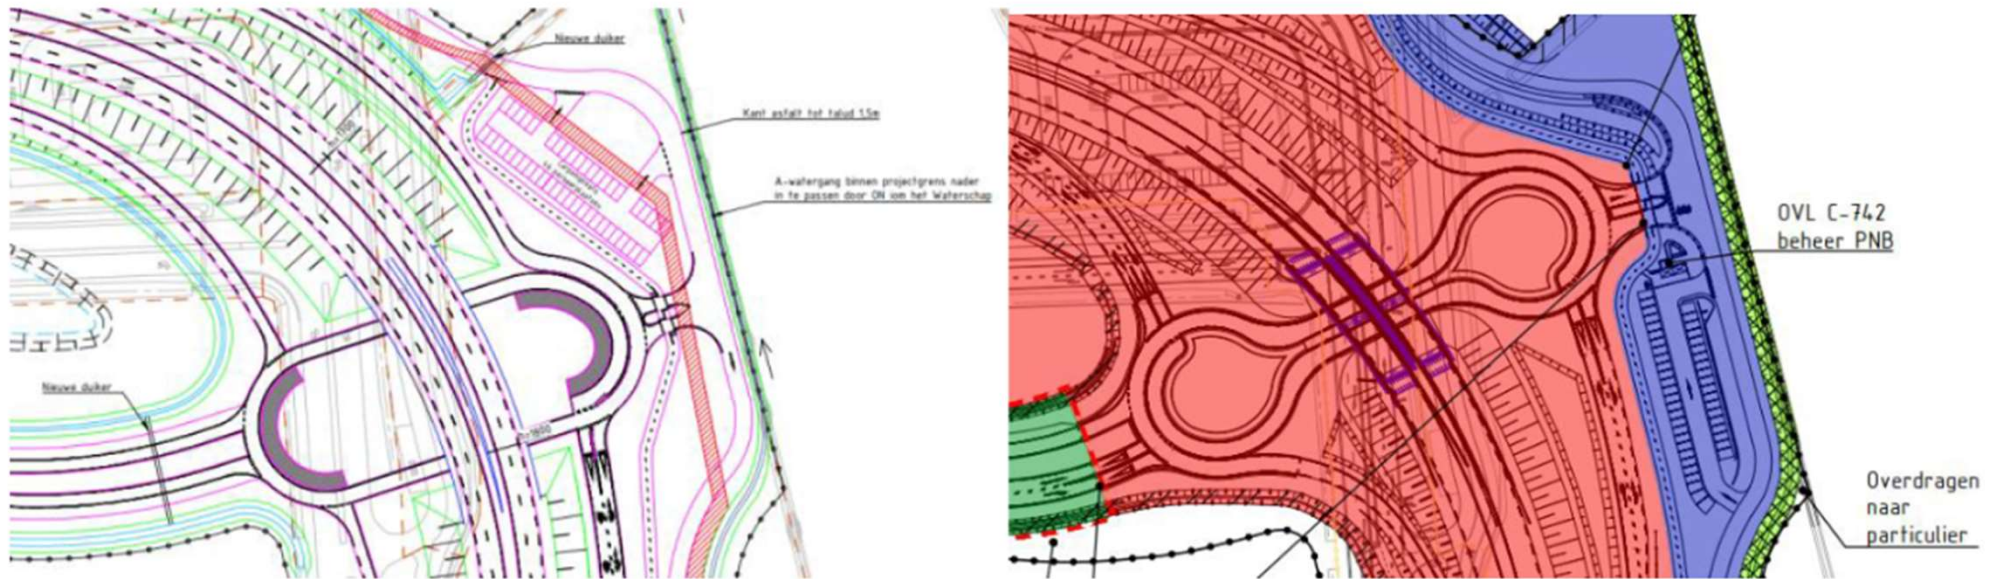 Nieuwe duiker
Kant asfalt tot talud 1.5m
A-watergang binnen projectgrens nader
in te passen door ON iom het Waterschap
Nieuwe duiker
OVL C-742
beheer PNB
Overdragen
naar
particulier